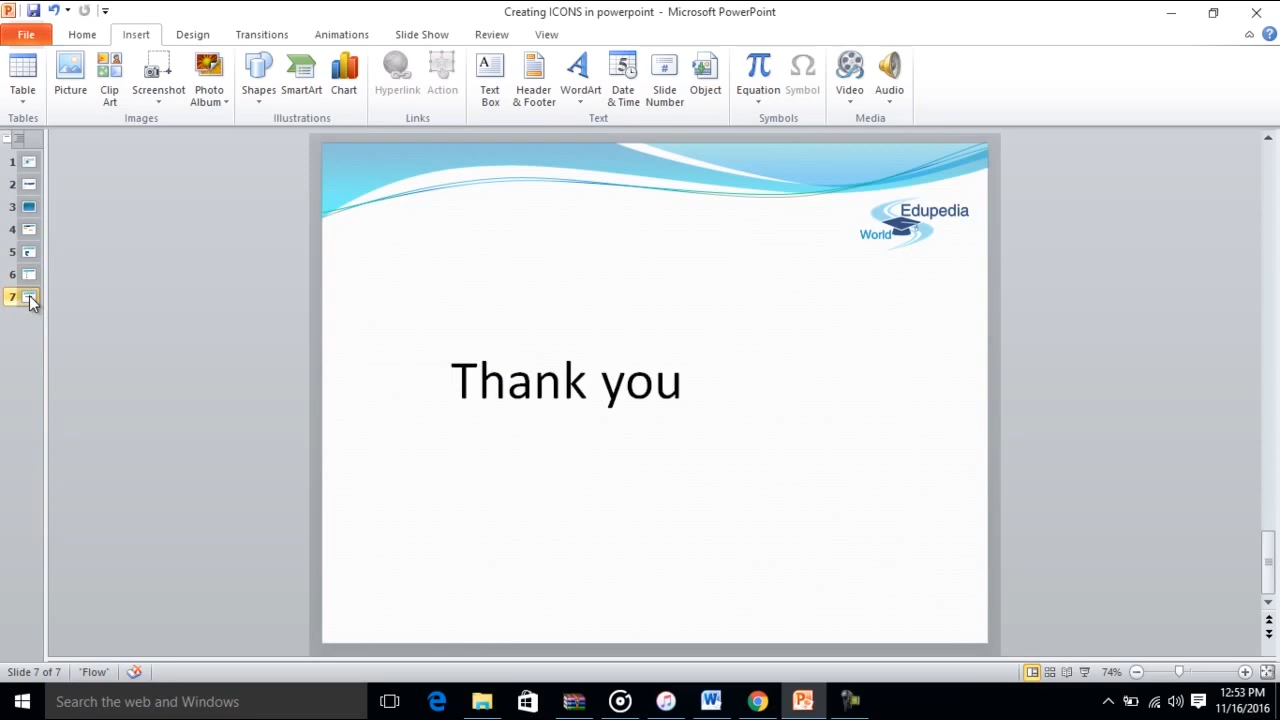 Creating ICONS in powerpoint - Microsoft PowerPoint
File Home Insert Design Transitions Animations Slide Show Review View
Table Picture Clip Art Screenshot Photo Album Shapes SmartArt Chart Hyperlink Action Text Box Header & Footer WordArt Date & Time Slide Number Object Equation Symbol Video Audio
Tables Images Illustrations Links Text Symbols Media
1
2
3
4
5
6
7
Edupedia
World
Thank you
Slide 7 of 7 "Flow" 74%
Search the web and Windows
12:53 PM
11/16/2016